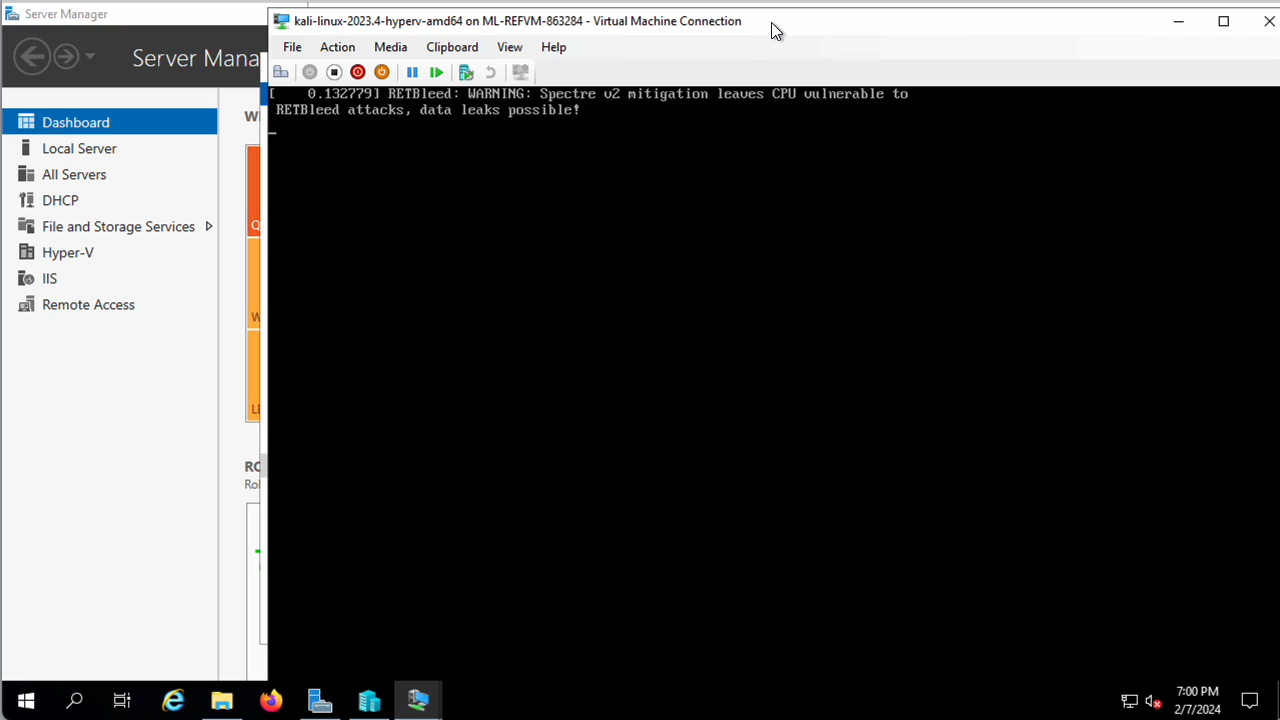 Server Manager
kali-linux-2023.4-hyperv-amd64 on ML-REFVM-863284 - Virtual Machine Connection
Server Mana
File Action Media Clipboard View Help
[ 0.132779] RETBleed: WARNING: Spectre v2 mitigation leaves CPU vulnerable to
RETBleed attacks, data leaks possible!
_
Dashboard
Local Server
All Servers
DHCP
File and Storage Services
Hyper-V
IIS
Remote Access
Q
W
RO
Rol
7:00 PM
2/7/2024